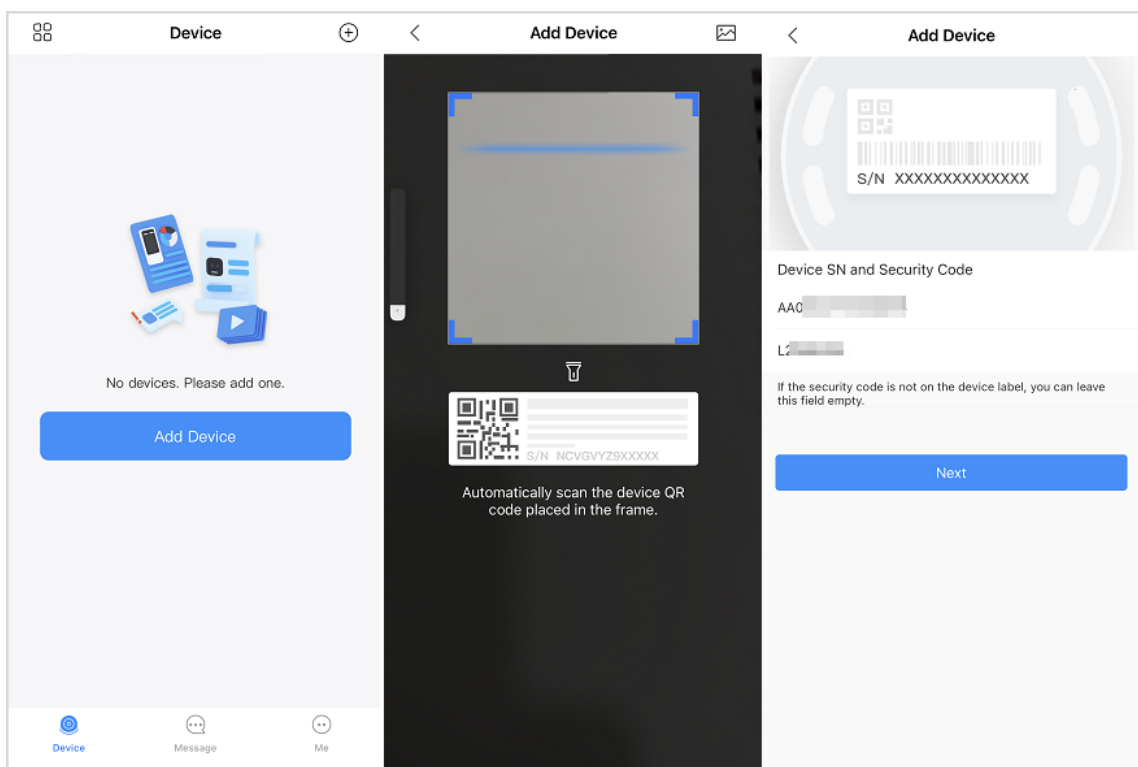 Device
No devices. Please add one.
Add Device
Device
Message
Me
Add Device
S/N NCVGVYZ9XXXXX
Automatically scan the device QR
code placed in the frame.
Add Device
S/N XXXXXXXXXXXXXX
Device SN and Security Code
AA0
If the security code is not on the device label, you can leave
this field empty.
Next